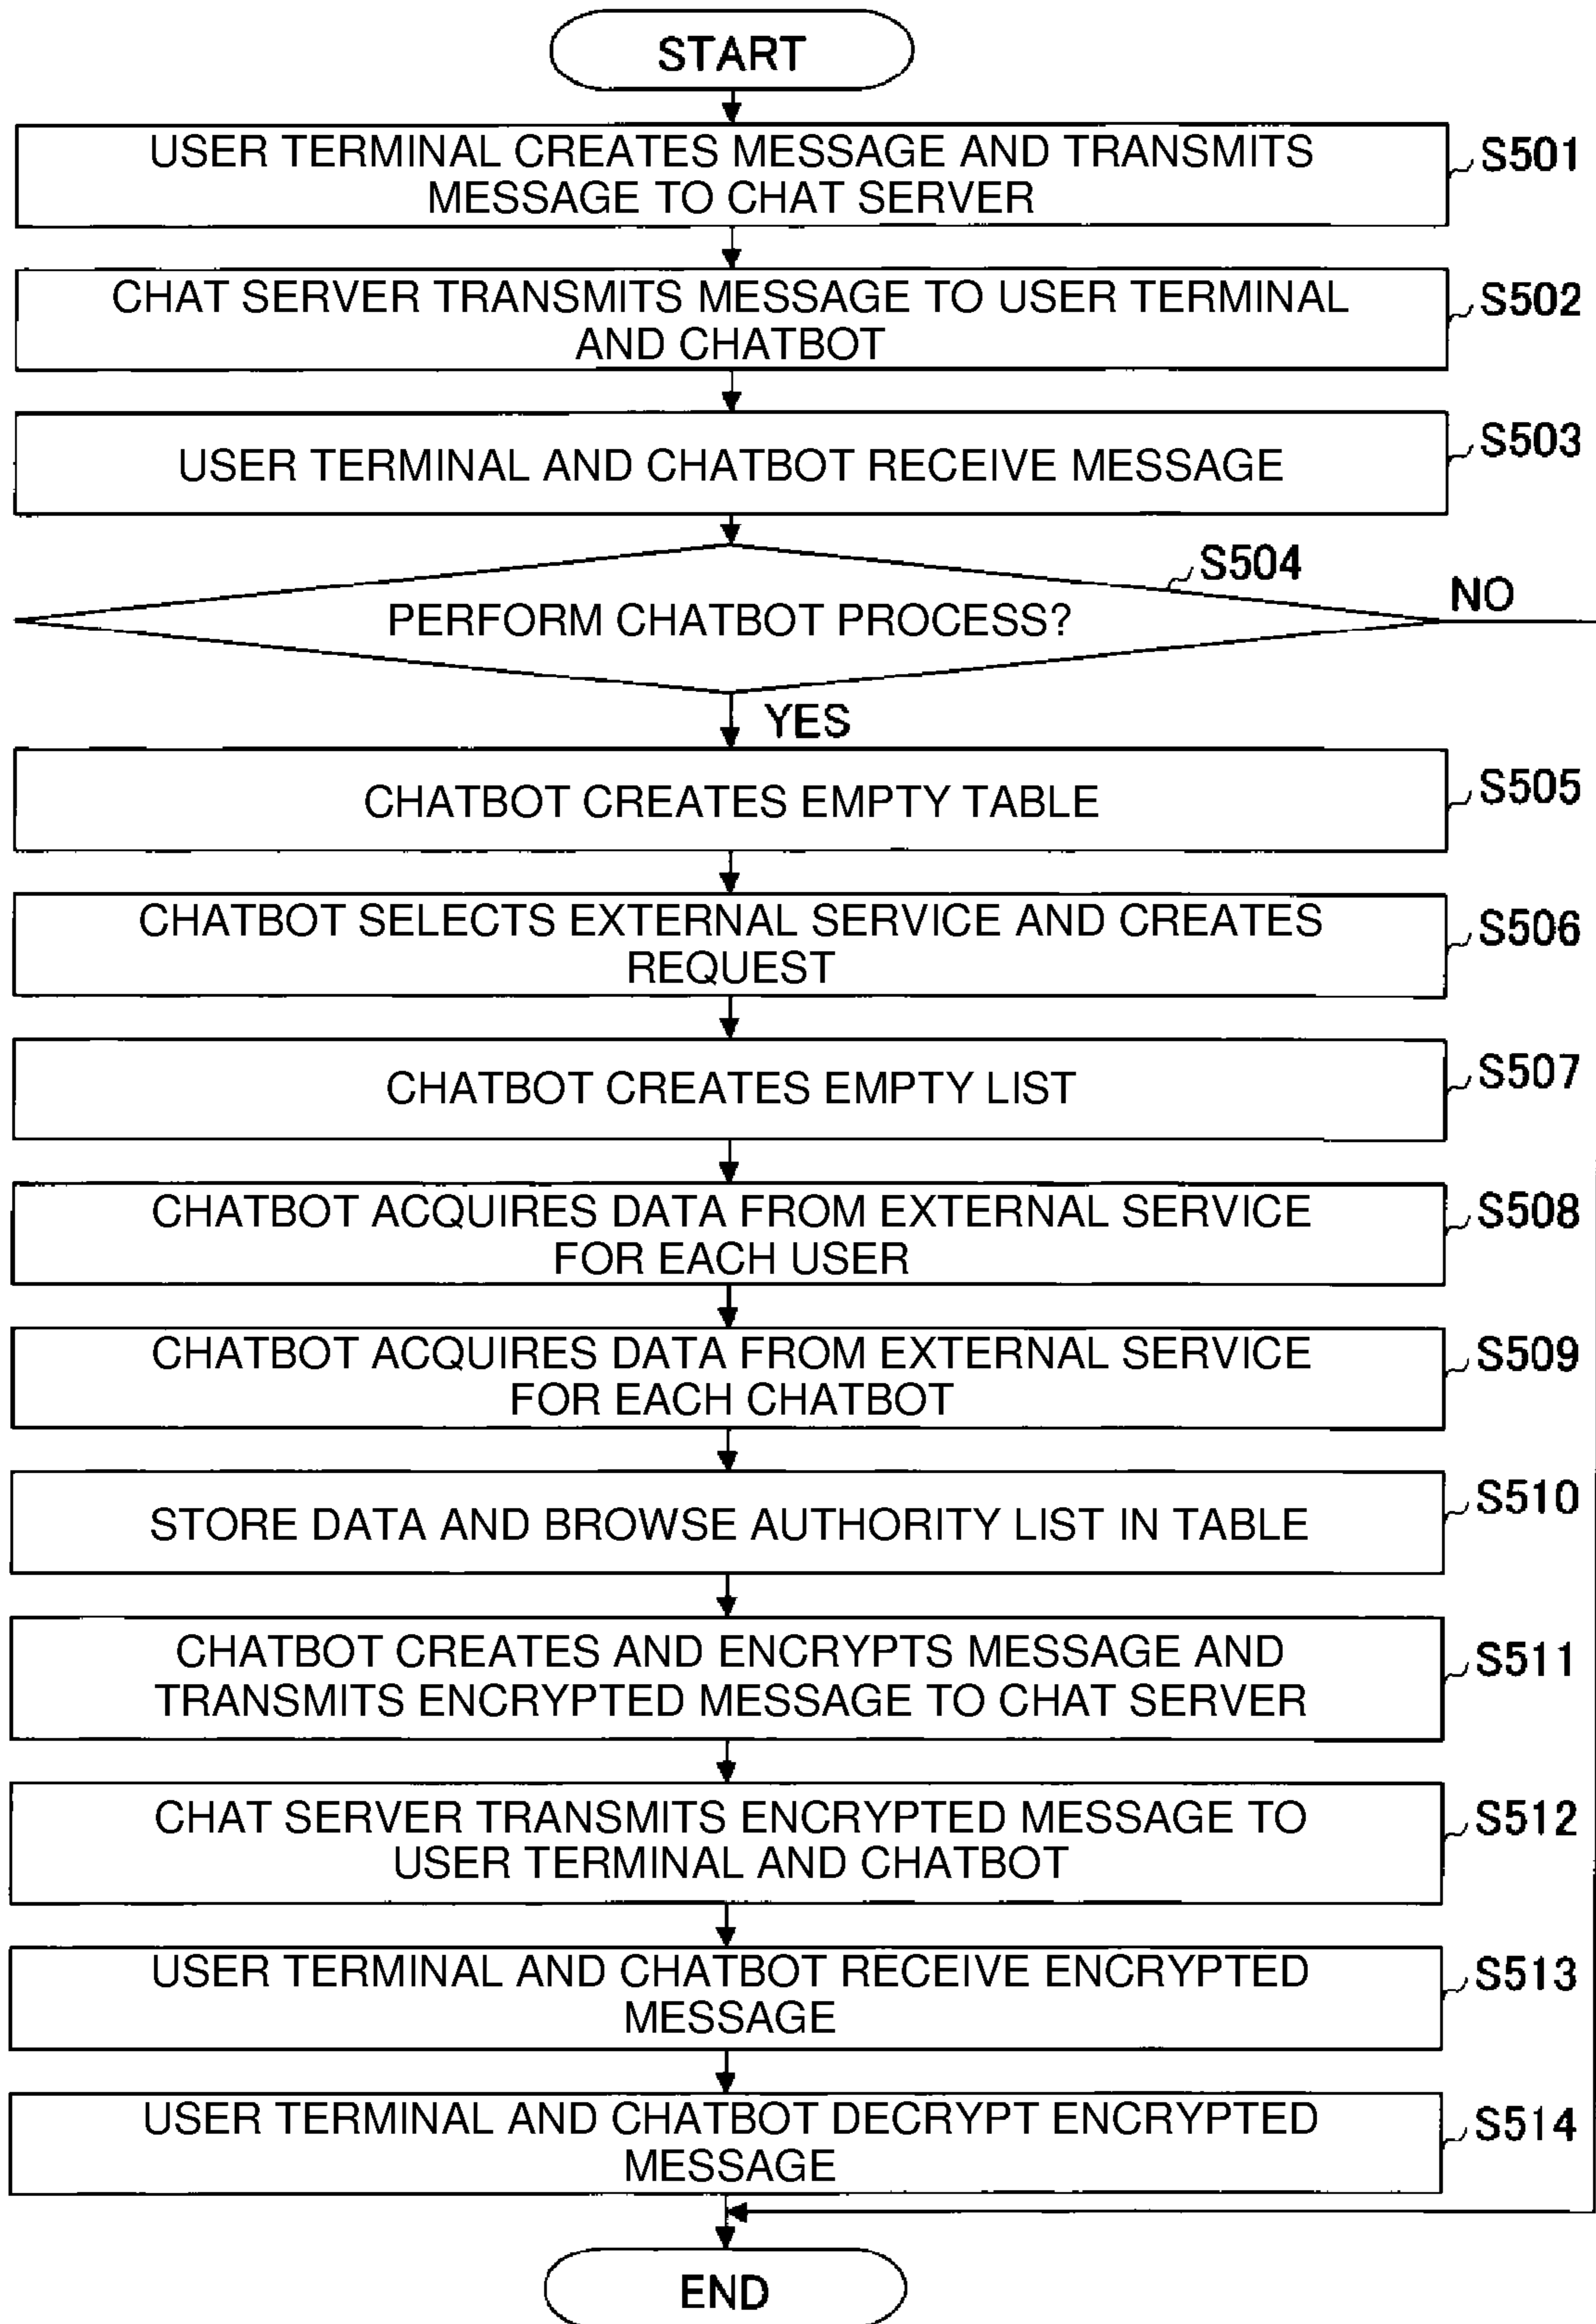 START
USER TERMINAL CREATES MESSAGE AND TRANSMITS
MESSAGE TO CHAT SERVER
S501
CHAT SERVER TRANSMITS MESSAGE TO USER TERMINAL
AND CHATBOT
S502
USER TERMINAL AND CHATBOT RECEIVE MESSAGE
S503
S504
PERFORM CHATBOT PROCESS?
NO
YES
CHATBOT CREATES EMPTY TABLE
S505
CHATBOT SELECTS EXTERNAL SERVICE AND CREATES
REQUEST
S506
CHATBOT CREATES EMPTY LIST
S507
CHATBOT ACQUIRES DATA FROM EXTERNAL SERVICE
FOR EACH USER
S508
CHATBOT ACQUIRES DATA FROM EXTERNAL SERVICE
FOR EACH CHATBOT
S509
STORE DATA AND BROWSE AUTHORITY LIST IN TABLE
S510
CHATBOT CREATES AND ENCRYPTS MESSAGE AND
TRANSMITS ENCRYPTED MESSAGE TO CHAT SERVER
S511
CHAT SERVER TRANSMITS ENCRYPTED MESSAGE TO
USER TERMINAL AND CHATBOT
S512
USER TERMINAL AND CHATBOT RECEIVE ENCRYPTED
MESSAGE
S513
USER TERMINAL AND CHATBOT DECRYPT ENCRYPTED
MESSAGE
S514
END